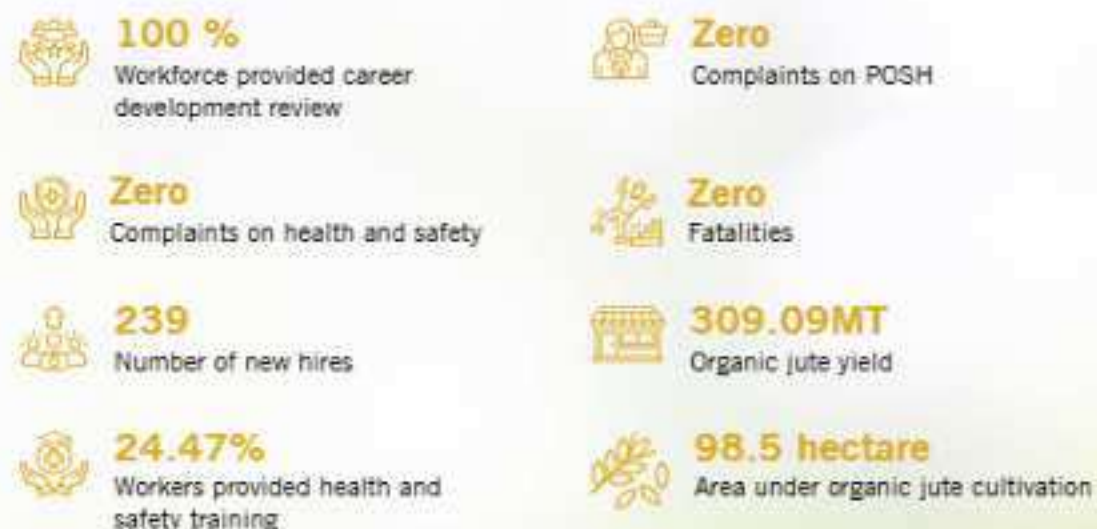 100 %
Workforce provided career
development review
Zero
Complaints on POSH
Zero
Complaints on health and safety
Zero
Fatalities
239
Number of new hires
309.09MT
Organic jute yield
24.47%
Workers provided health and
safety training
98.5 hectare
Area under organic jute cultivation